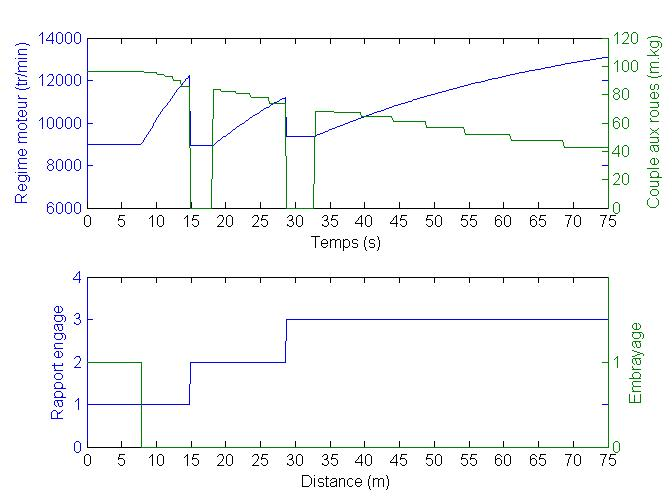 14000
12000
10000
8000
6000
Regime moteur (tr/min)
120
100
80
60
40
20
0
Couple aux roues (m.kg)
0 5 10 15 20 25 30 35 40 45 50 55 60 65 70 75
Temps (s)
4
3
2
1
0
Rapport engage
1
0
Embrayage
0 5 10 15 20 25 30 35 40 45 50 55 60 65 70 75
Distance (m)